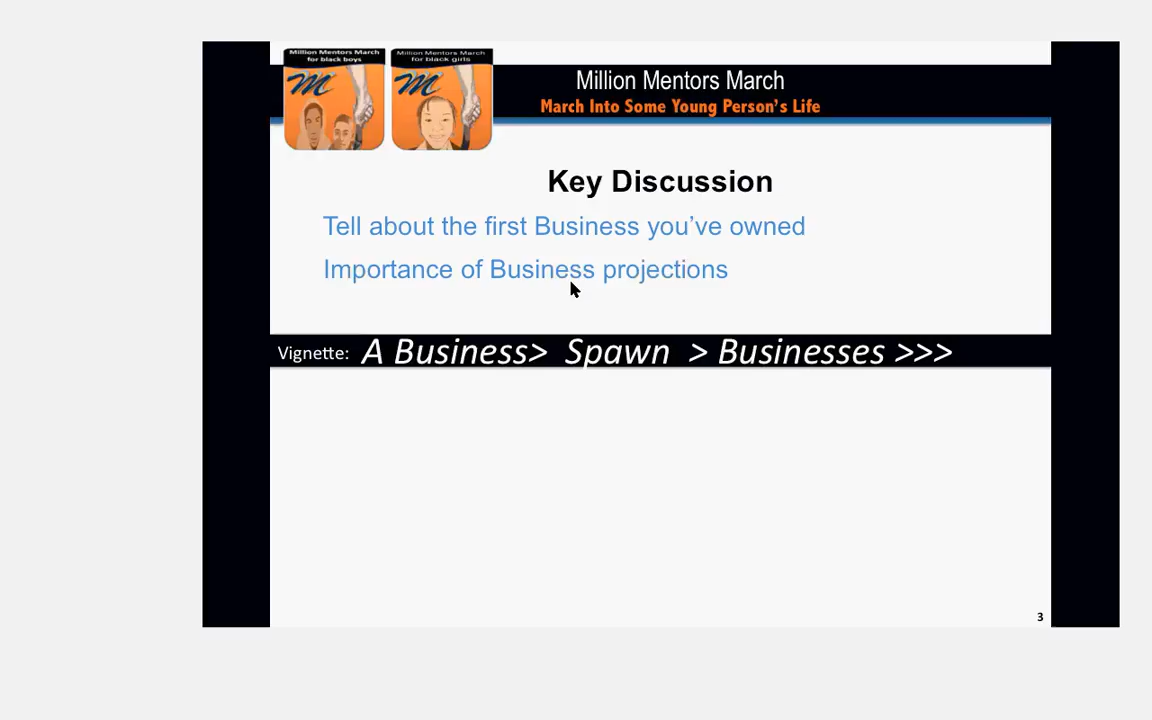 Million Mentors March
for black boys
Million Mentors March
for black girls
M
M
Million Mentors March
March Into Some Young Person's Life
Key Discussion
Tell about the first Business you’ve owned
Importance of Business projections
Vignette: A Business> Spawn > Businesses >>>
3